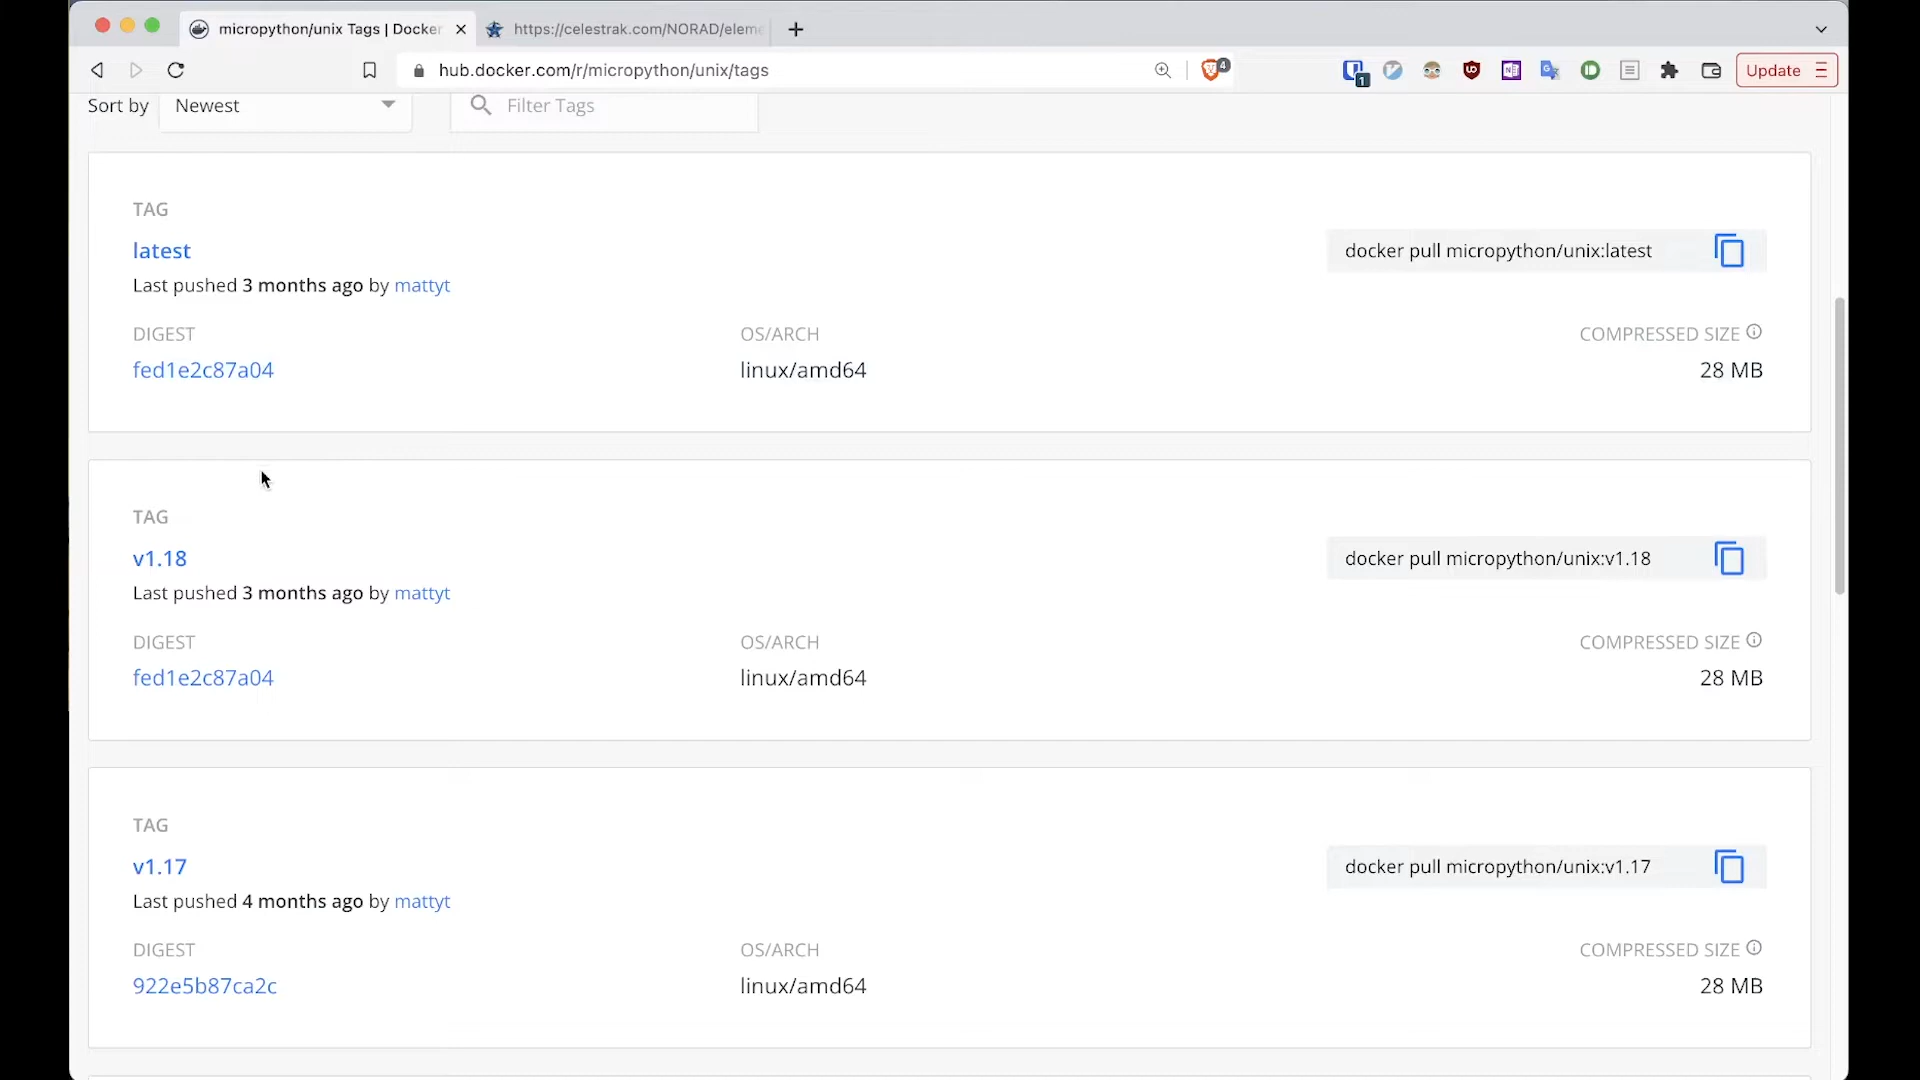 micropython/unix Tags | Docker
https://celestrak.com/NORAD/eleme
hub.docker.com/r/micropython/unix/tags
4
1
Update
Sort by
Newest
Filter Tags
TAG
latest
docker pull micropython/unix:latest
Last pushed 3 months ago by mattyt
DIGEST
OS/ARCH
COMPRESSED SIZE
fed1e2c87a04
linux/amd64
28 MB
TAG
v1.18
docker pull micropython/unix:v1.18
Last pushed 3 months ago by mattyt
DIGEST
OS/ARCH
COMPRESSED SIZE
fed1e2c87a04
linux/amd64
28 MB
TAG
v1.17
docker pull micropython/unix:v1.17
Last pushed 4 months ago by mattyt
DIGEST
OS/ARCH
COMPRESSED SIZE
922e5b87ca2c
linux/amd64
28 MB